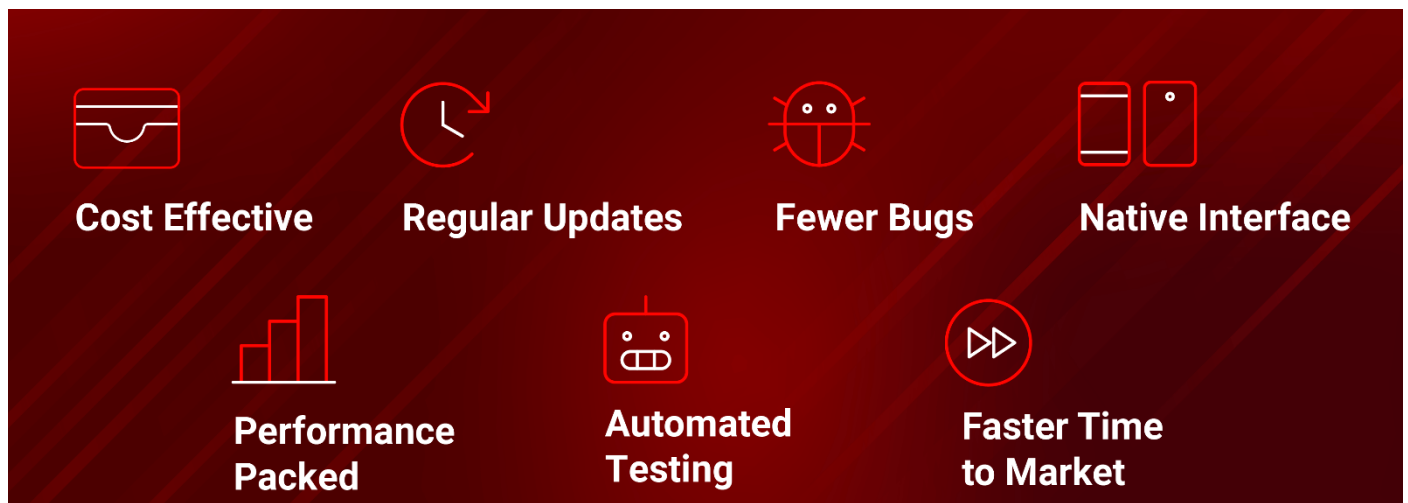 Cost Effective
Regular Updates
Fewer Bugs
Native Interface
Performance
Packed
Automated
Testing
Faster Time
to Market